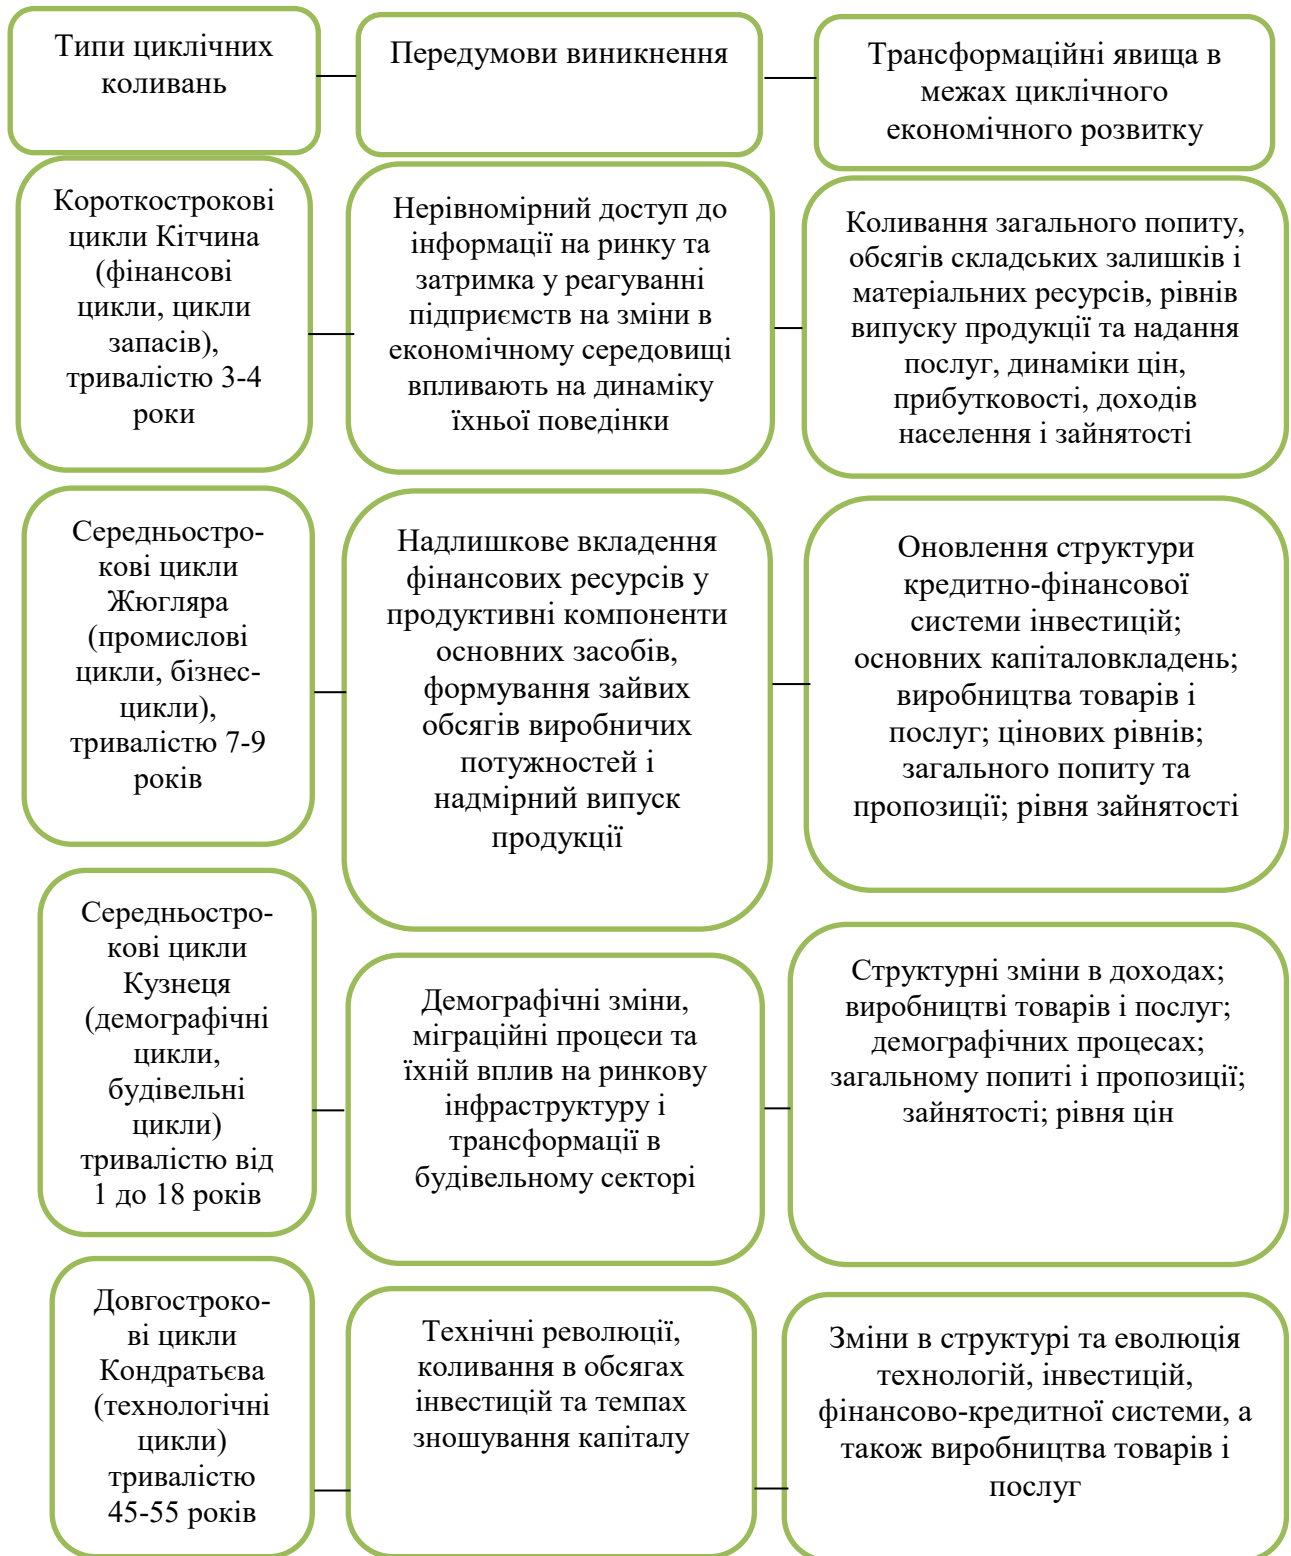 Типи циклічних
коливань
Передумови виникнення
Трансформаційні явища в
межах циклічного
економічного розвитку
Короткострокові
цикли Кітчина
(фінансові
цикли, цикли
запасів),
тривалістю 3-4
роки
Нерівномірний доступ до
інформації на ринку та
затримка у реагуванні
підприємств на зміни в
економічному середовищі
впливають на динаміку
їхньої поведінки
Коливання загального попиту,
обсягів складських залишків і
матеріальних ресурсів, рівнів
випуску продукції та надання
послуг, динаміки цін,
прибутковості, доходів
населення і зайнятості
Середньостро-
кові цикли
Жюгляра
(промислові
цикли, бізнес-
цикли),
тривалістю 7-9
років
Надлишкове вкладення
фінансових ресурсів у
продуктивні компоненти
основних засобів,
формування зайвих
обсягів виробничих
потужностей і
надмірний випуск
продукції
Оновлення структури
кредитно-фінансової
системи інвестицій;
основних капіталовкладень;
виробництва товарів і
послуг; цінових рівнів;
загального попиту та
пропозиції; рівня зайнятості
Середньостро-
кові цикли
Кузнеця
(демографічні
цикли,
будівельні
цикли)
тривалістю від
1 до 18 років
Демографічні зміни,
міграційні процеси та
їхній вплив на ринкову
інфраструктуру і
трансформації в
будівельному секторі
Структурні зміни в доходах;
виробництві товарів і послуг;
демографічних процесах;
загальному попиті і пропозиції;
зайнятості; рівня цін
Довгостроко-
ві цикли
Кондратьєва
(технологічні
цикли)
тривалістю
45-55 років
Технічні революції,
коливання в обсягах
інвестицій та темпах
зношування капіталу
Зміни в структурі та еволюція
технологій, інвестицій,
фінансово-кредитної системи, а
також виробництва товарів і
послуг